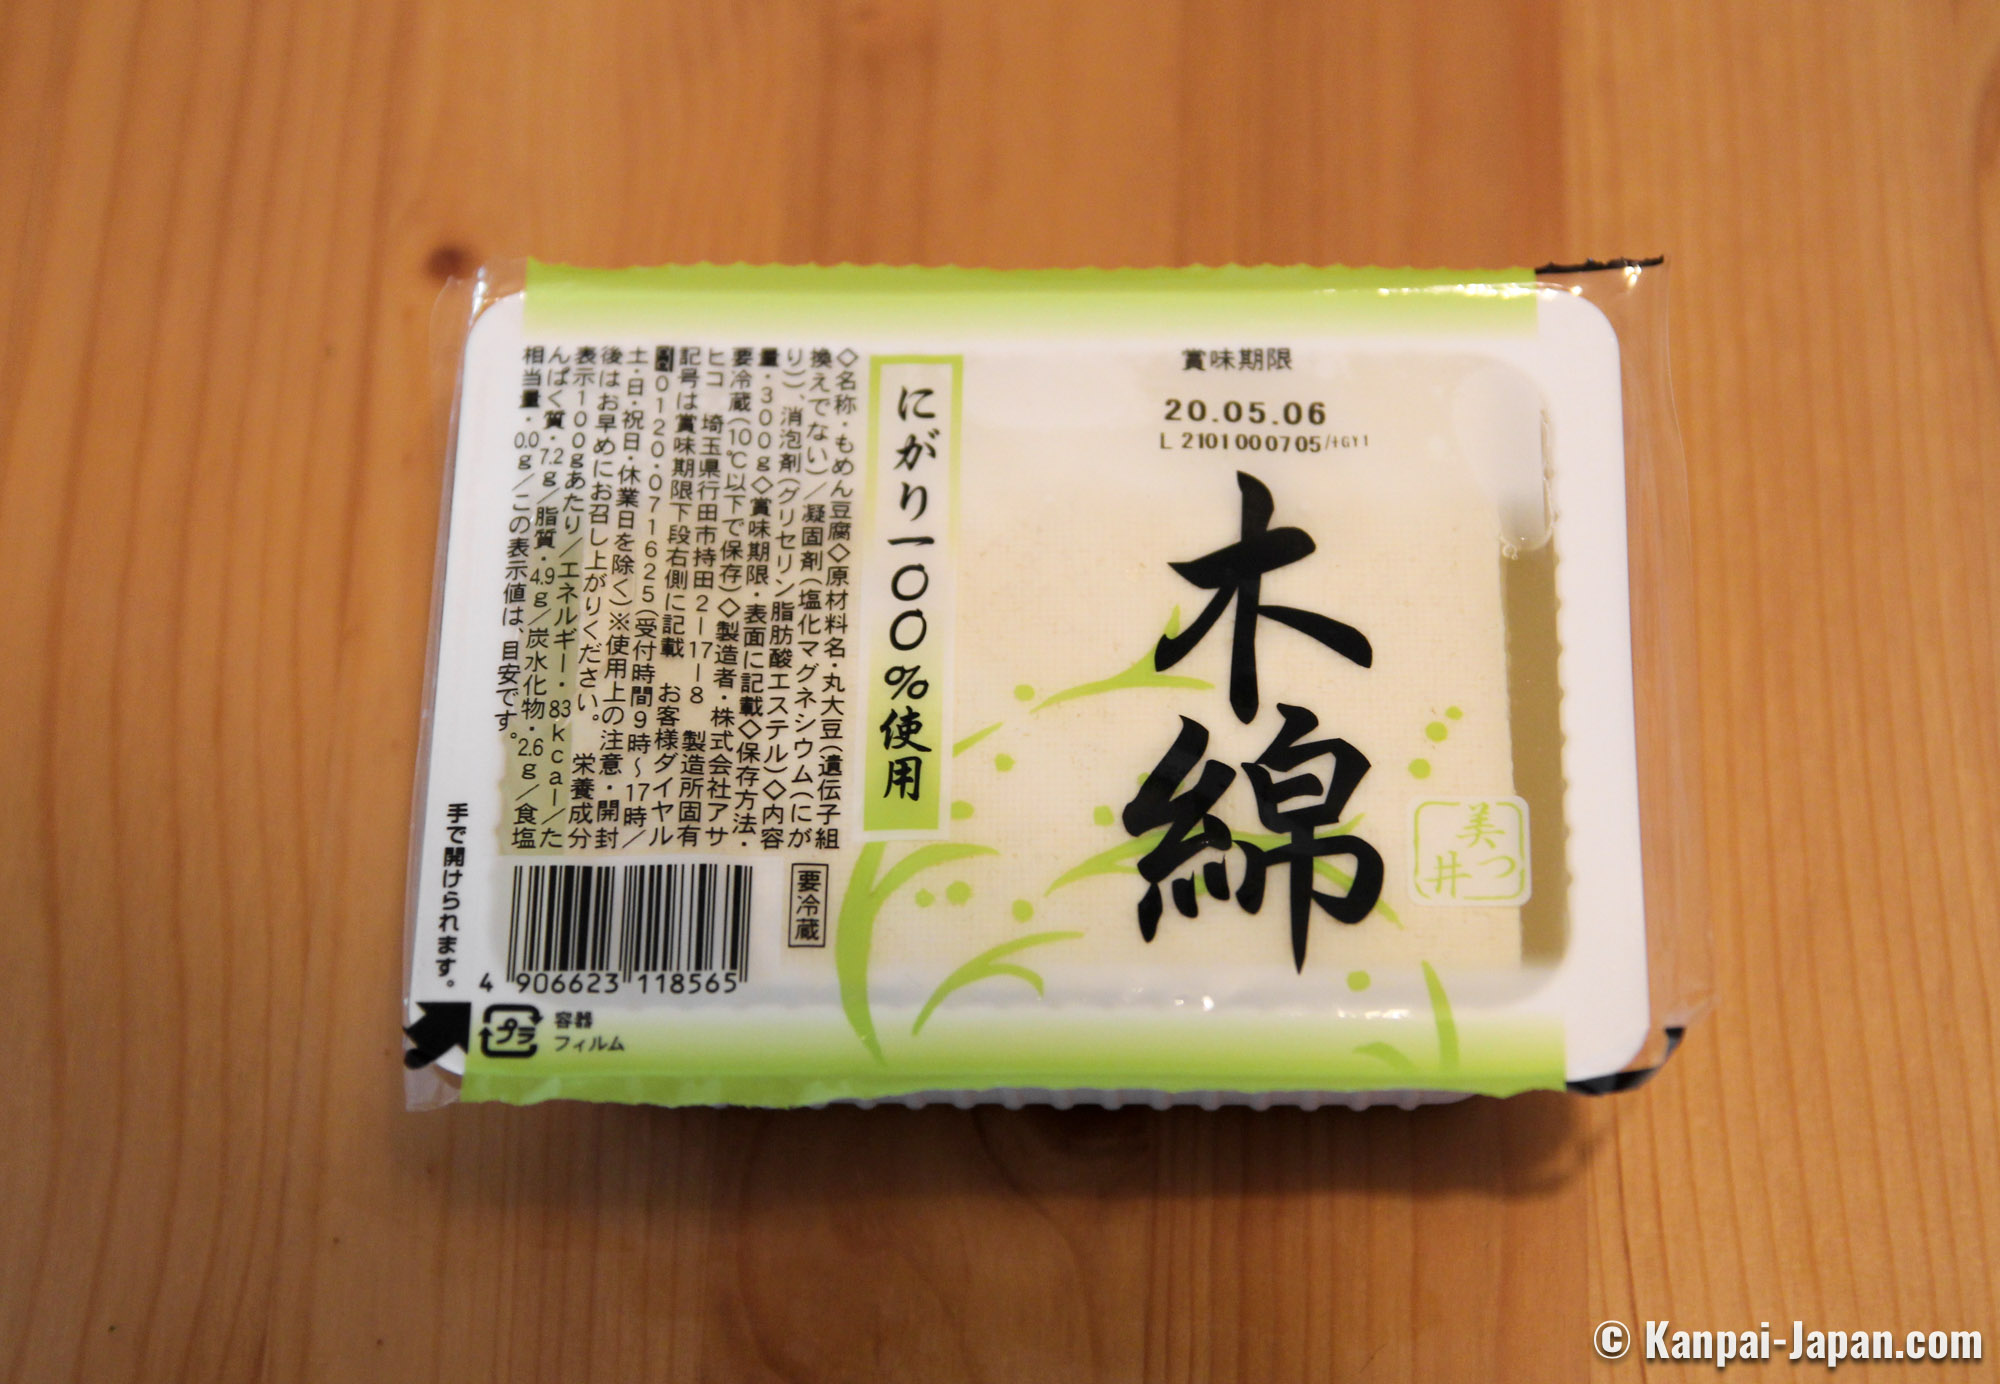 賞味期限
20.05.06
L 2101000705/+GY1
木綿
美つ井
にがり一〇〇%使用
◇名称・もめん豆腐◇原材料名・丸大豆(遺伝子組
換えでない)/凝固剤(塩化マグネシウム(にが
り))、消泡剤(グリセリン脂肪酸エステル)◇内容
量・300g◇賞味期限・表面に記載◇保存方法・
要冷蔵(10℃以下で保存)◇製造者・株式会社アサ
ヒコ 埼玉県行田市持田2ー17ー1ー8 製造所固有
記号は賞味期限下段右側に記載 お客様ダイヤル
0120・071625(受付時間9時〜17時/
土・日・祝日・休業日を除く)※使用上の注意・開封
後はお早めにお召し上がりください。 栄養成分
表示100gあたり/エネルギー・83kcal/た
んぱく質・7.2g/脂質・4.9g/炭水化物・2.6g/食塩
相当量・0.0g/この表示値は、目安です。
要冷蔵
手で開けられます。
4 906623 118565
プラ
容器
フィルム
© Kanpai-Japan.com